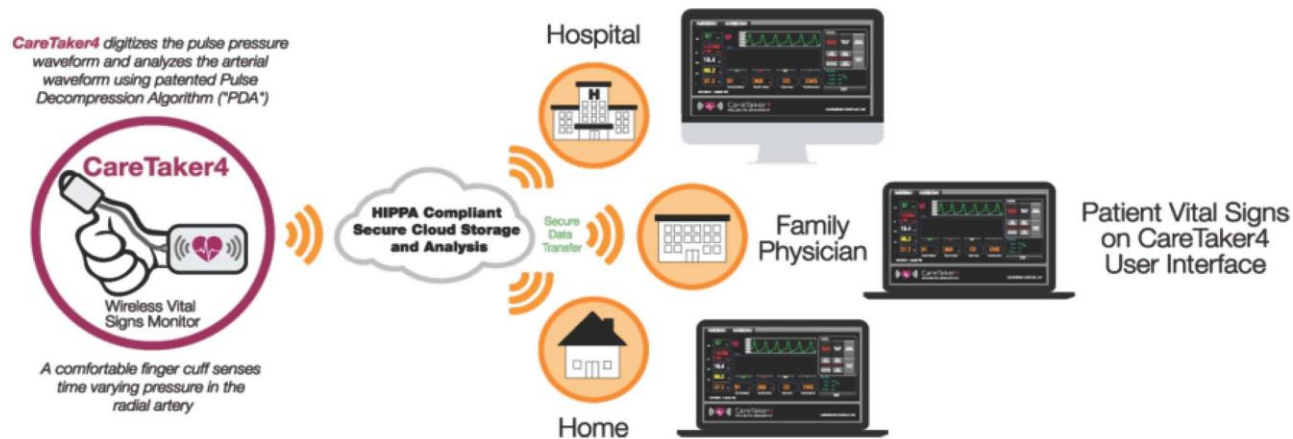 CareTaker4 digitizes the pulse pressure
waveform and analyzes the arterial
waveform using patented Pulse
Decompression Algorithm ("PDA")
CareTaker4
Wireless Vital
Signs Monitor
A comfortable finger cuff senses
time varying pressure in the
radial artery
HIPPA Compliant
Secure Cloud Storage
and Analysis
Secure
Data
Transfer
Hospital
H
CareTaker4
Family
Physician
CareTaker4
Home
CareTaker4
Patient Vital Signs
on CareTaker4
User Interface